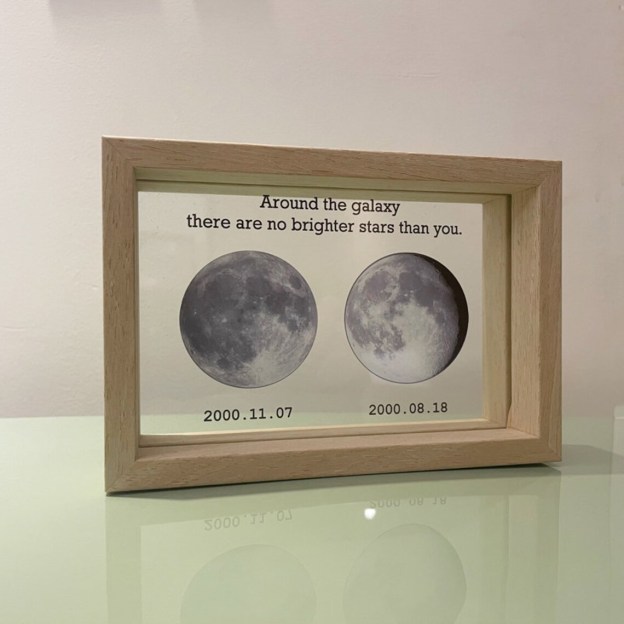 Around the galaxy
there are no brighter stars than you.
2000.11.07
2000.08.18